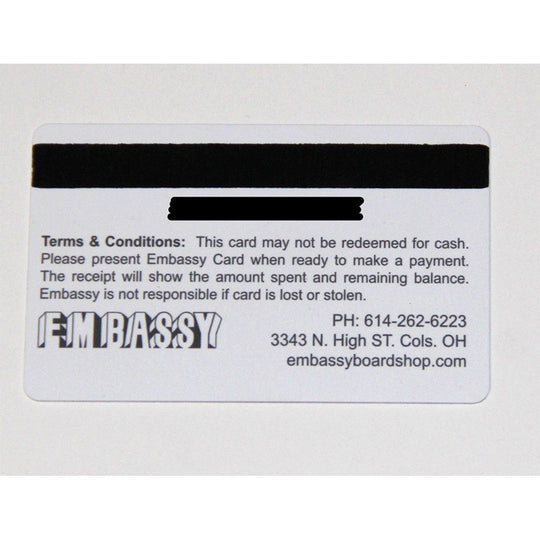 Terms & Conditions: This card may not be redeemed for cash.
Please present Embassy Card when ready to make a payment.
The receipt will show the amount spent and remaining balance.
Embassy is not responsible if card is lost or stolen.
EMBASSY
PH: 614-262-6223
3343 N. High ST. Cols. OH
embassyboardshop.com